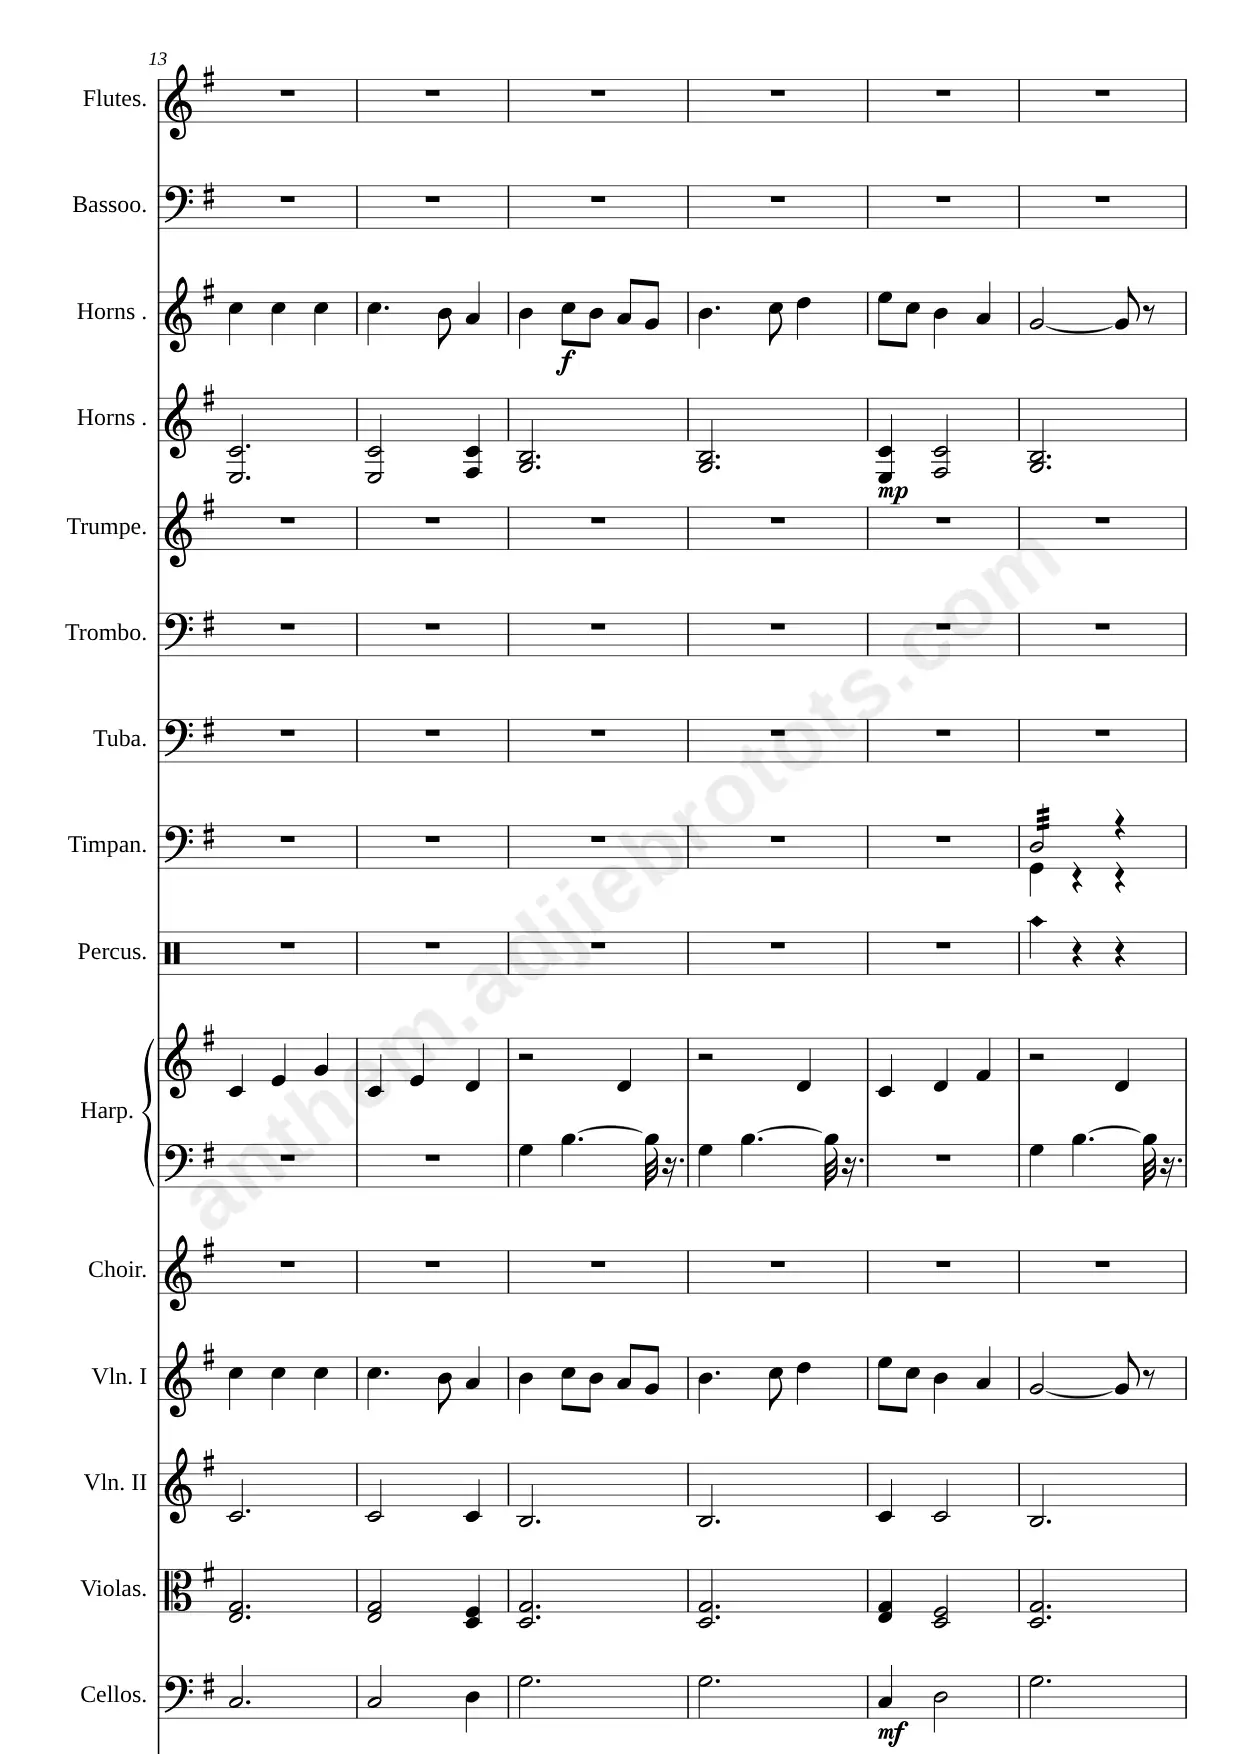 13
Flutes.
Bassoo.
Horns .
f
Horns .
mp
Trumpe.
Trombo.
Tuba.
Timpan.
Percus.
Harp.
Choir.
Vln. I
Vln. II
Violas.
Cellos.
mf
anthem.adjiebrotots.com